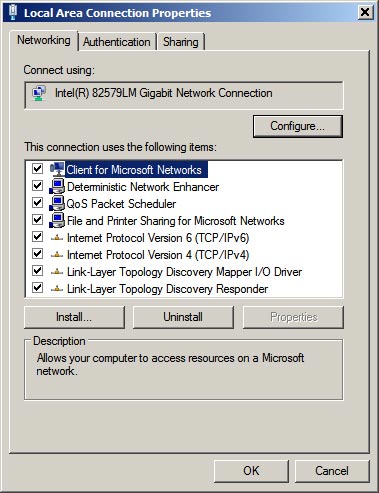 Local Area Connection Properties
Networking Authentication Sharing
Connect using:
Intel(R) 82579LM Gigabit Network Connection
Configure...
This connection uses the following items:
Client for Microsoft Networks
Deterministic Network Enhancer
QoS Packet Scheduler
File and Printer Sharing for Microsoft Networks
Internet Protocol Version 6 (TCP/IPv6)
Internet Protocol Version 4 (TCP/IPv4)
Link-Layer Topology Discovery Mapper I/O Driver
Link-Layer Topology Discovery Responder
Install... Uninstall Properties
Description
Allows your computer to access resources on a Microsoft
network.
OK Cancel